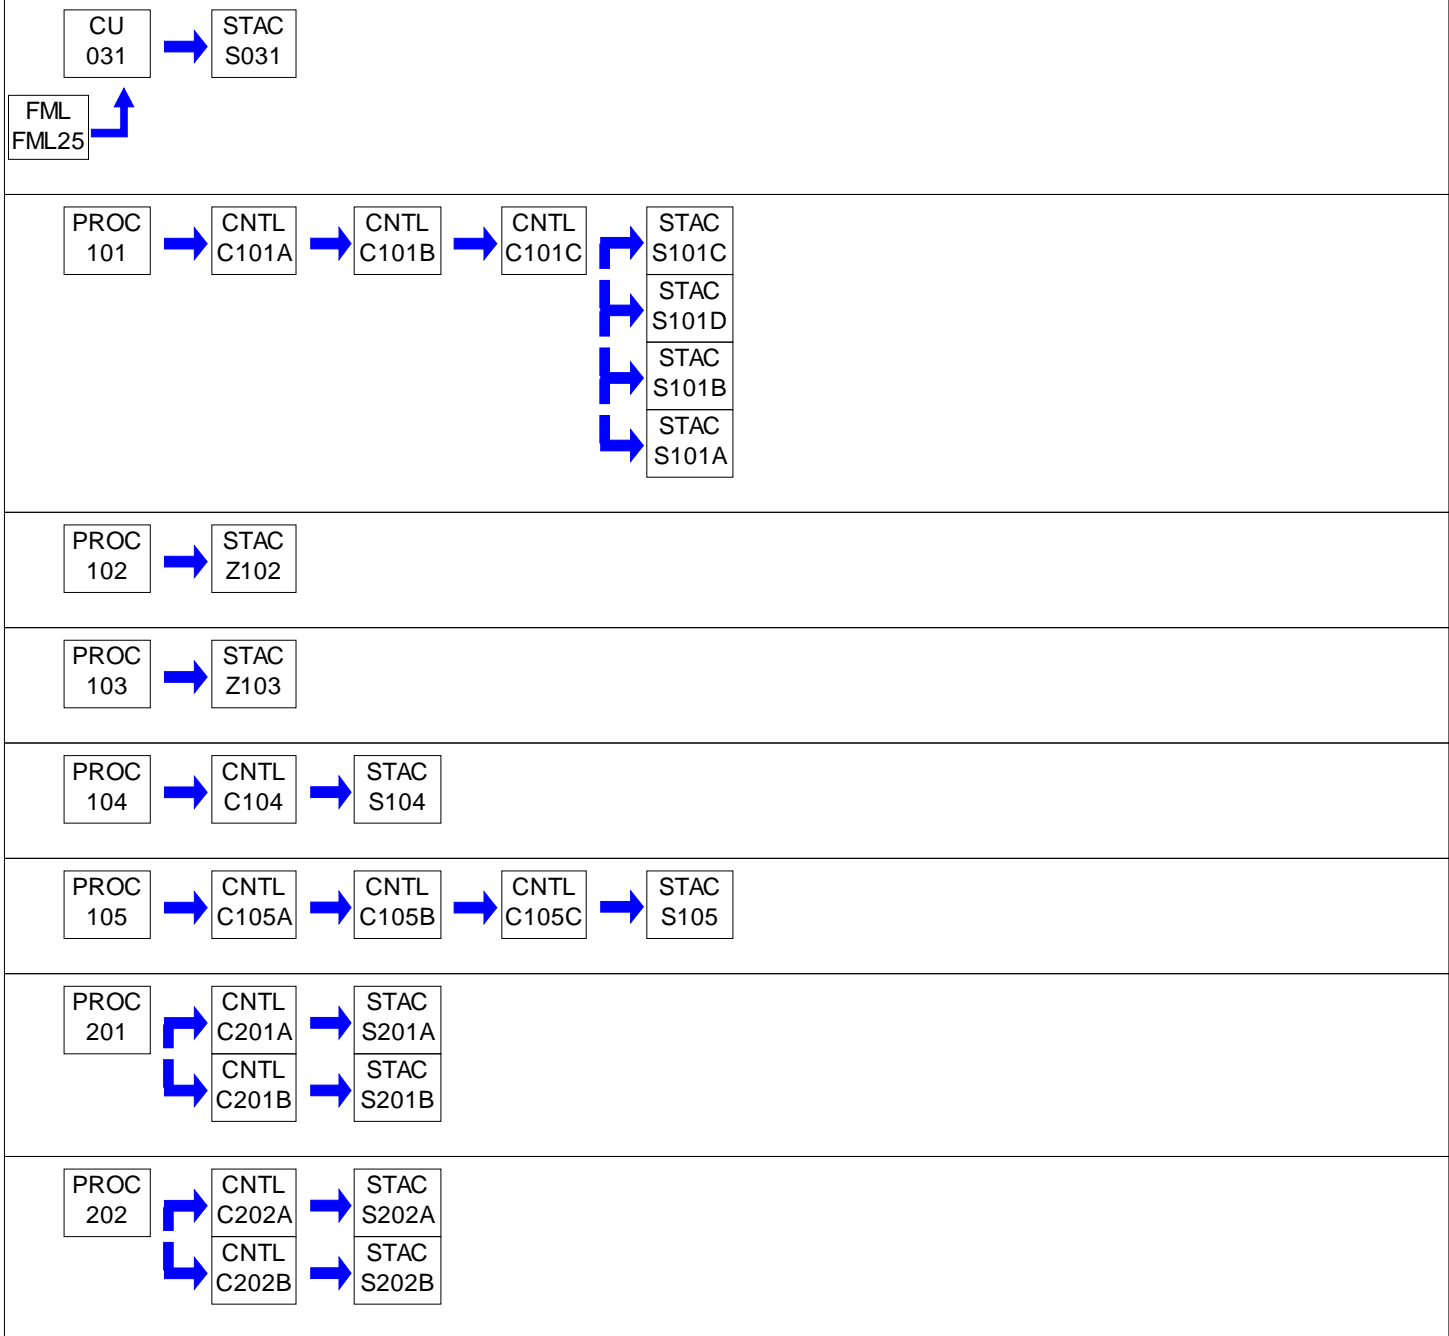 CU
031
STAC
S031
FML
FML25
PROC
101
CNTL
C101A
CNTL
C101B
CNTL
C101C
STAC
S101C
STAC
S101D
STAC
S101B
STAC
S101A
PROC
102
STAC
Z102
PROC
103
STAC
Z103
PROC
104
CNTL
C104
STAC
S104
PROC
105
CNTL
C105A
CNTL
C105B
CNTL
C105C
STAC
S105
PROC
201
CNTL
C201A
STAC
S201A
CNTL
C201B
STAC
S201B
PROC
202
CNTL
C202A
STAC
S202A
CNTL
C202B
STAC
S202B